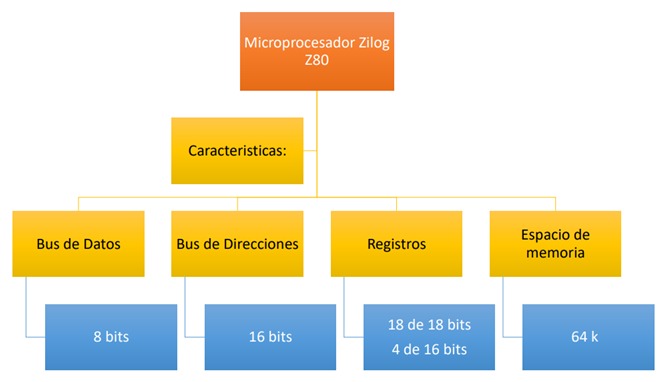 Microprocesador Zilog
Z80
Caracteristicas:
Bus de Datos
Bus de Direcciones
Registros
Espacio de
memoria
8 bits
16 bits
18 de 18 bits
4 de 16 bits
64 k